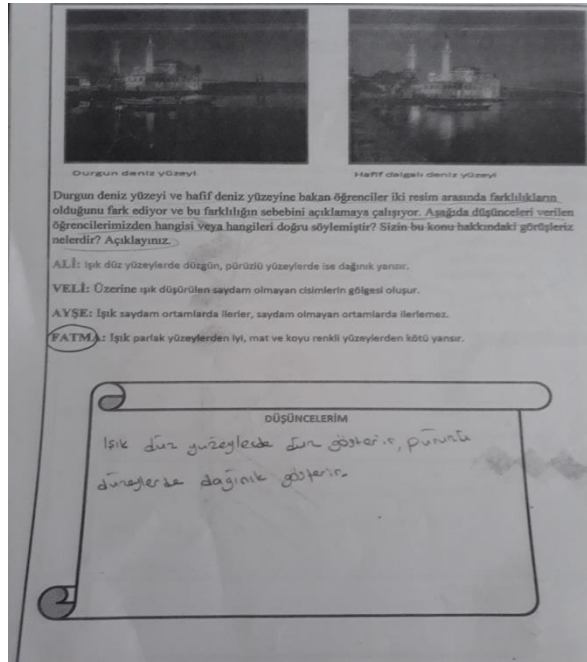 Durgun deniz yüzeyi
Hafif dalgalı deniz yüzeyi
Durgun deniz yüzeyi ve hafif deniz yüzeyine bakan öğrenciler iki resim arasında farklılıkların
olduğunu fark ediyor ve bu farklılığın sebebini açıklamaya çalışıyor. Aşağıda düşünceleri verilen
öğrencilerimizden hangisi veya hangileri doğru söylemiştir? Sizin bu konu hakkındaki görüşleriniz
nelerdir? Açıklayınız.
ALİ: Işık düz yüzeylerde düzgün, pürüzlü yüzeylerde ise dağınık yansır.
VELİ: Üzerine ışık düşürülen saydam olmayan cisimlerin gölgesi oluşur.
AYŞE: Işık saydam ortamlarda ilerler, saydam olmayan ortamlarda ilerlemez.
FATMA: Işık parlak yüzeylerden iyi, mat ve koyu renkli yüzeylerden kötü yansır.
DÜŞÜNCELERİM
Işık düz yüzeylerde düz gösterir, pürüzlü
düzeylerde dağınık gösterir.